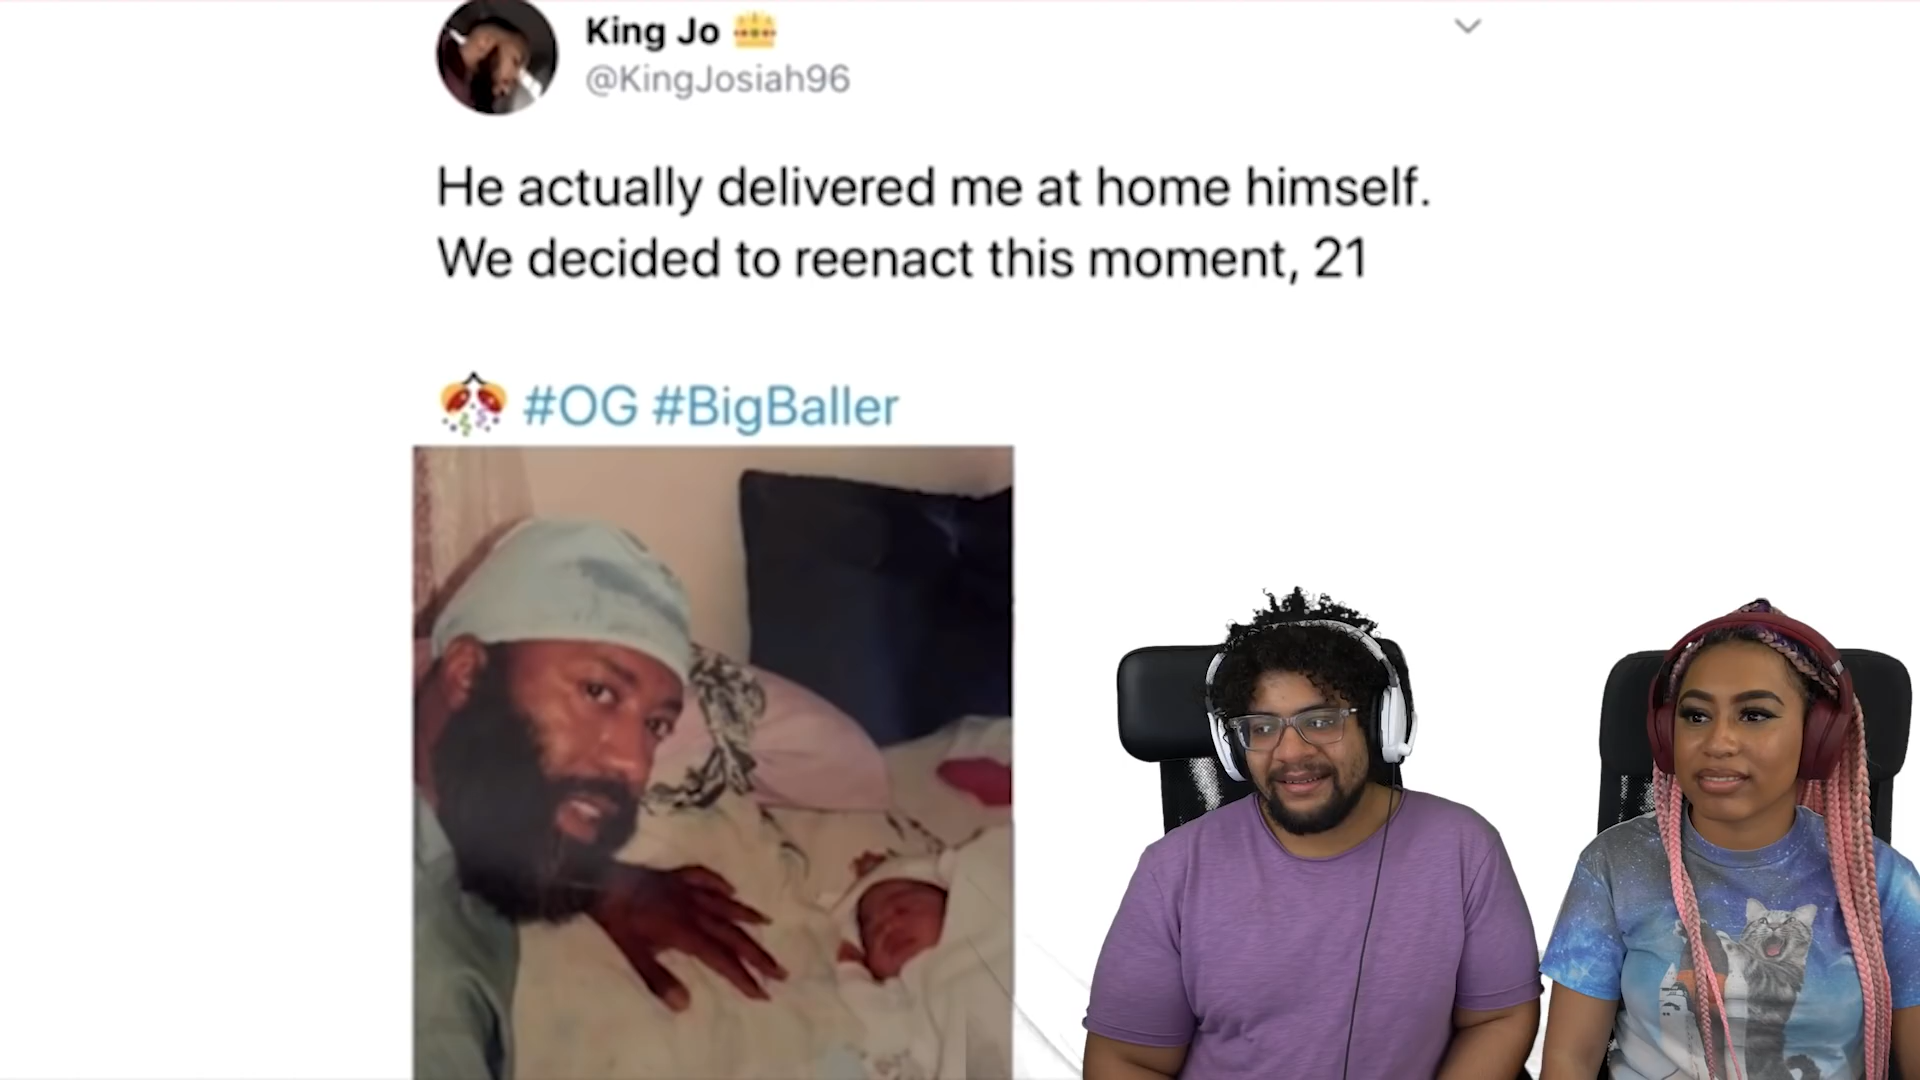 King Jo 👑
@KingJosiah96
He actually delivered me at home himself.
We decided to reenact this moment, 21
🎊 #OG #BigBaller